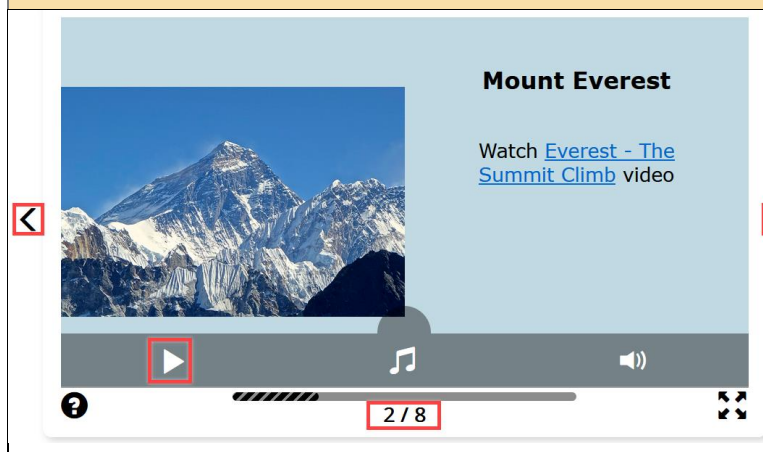 Mount Everest
Watch Everest - The
Summit Climb video
?
2 / 8